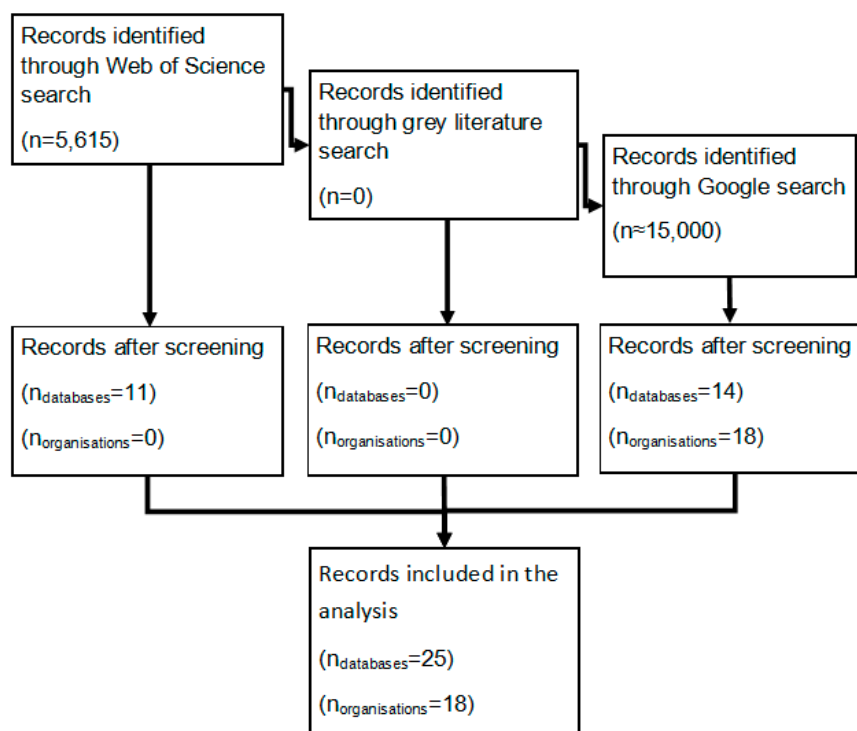 Records identified
through Web of Science
search
(n=5,615)
Records identified
through grey literature
search
(n=0)
Records identified
through Google search
(n≈15,000)
Records after screening
(ndatabases=11)
(norganisations=0)
Records after screening
(ndatabases=0)
(norganisations=0)
Records after screening
(ndatabases=14)
(norganisations=18)
Records included in the
analysis
(ndatabases=25)
(norganisations=18)